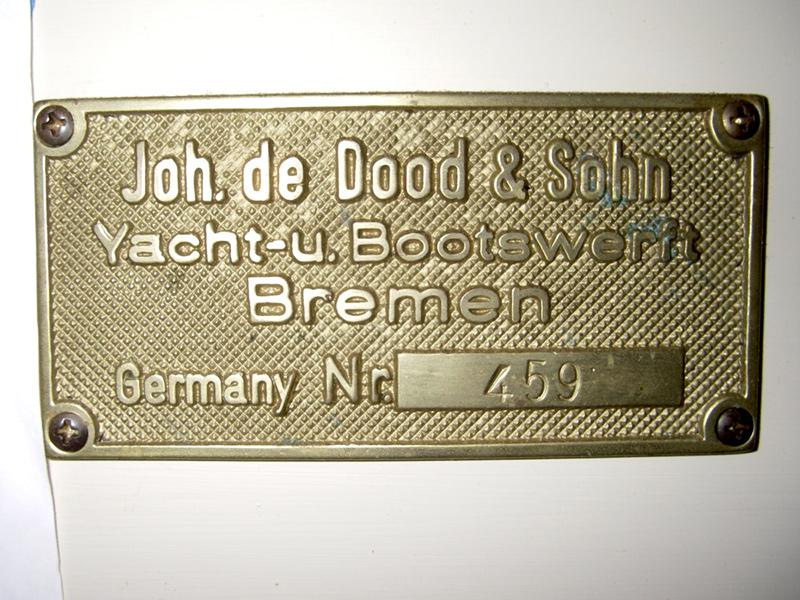 Joh. de Dood & Sohn
Yacht-u. Bootswerft
Bremen
Germany Nr. 459